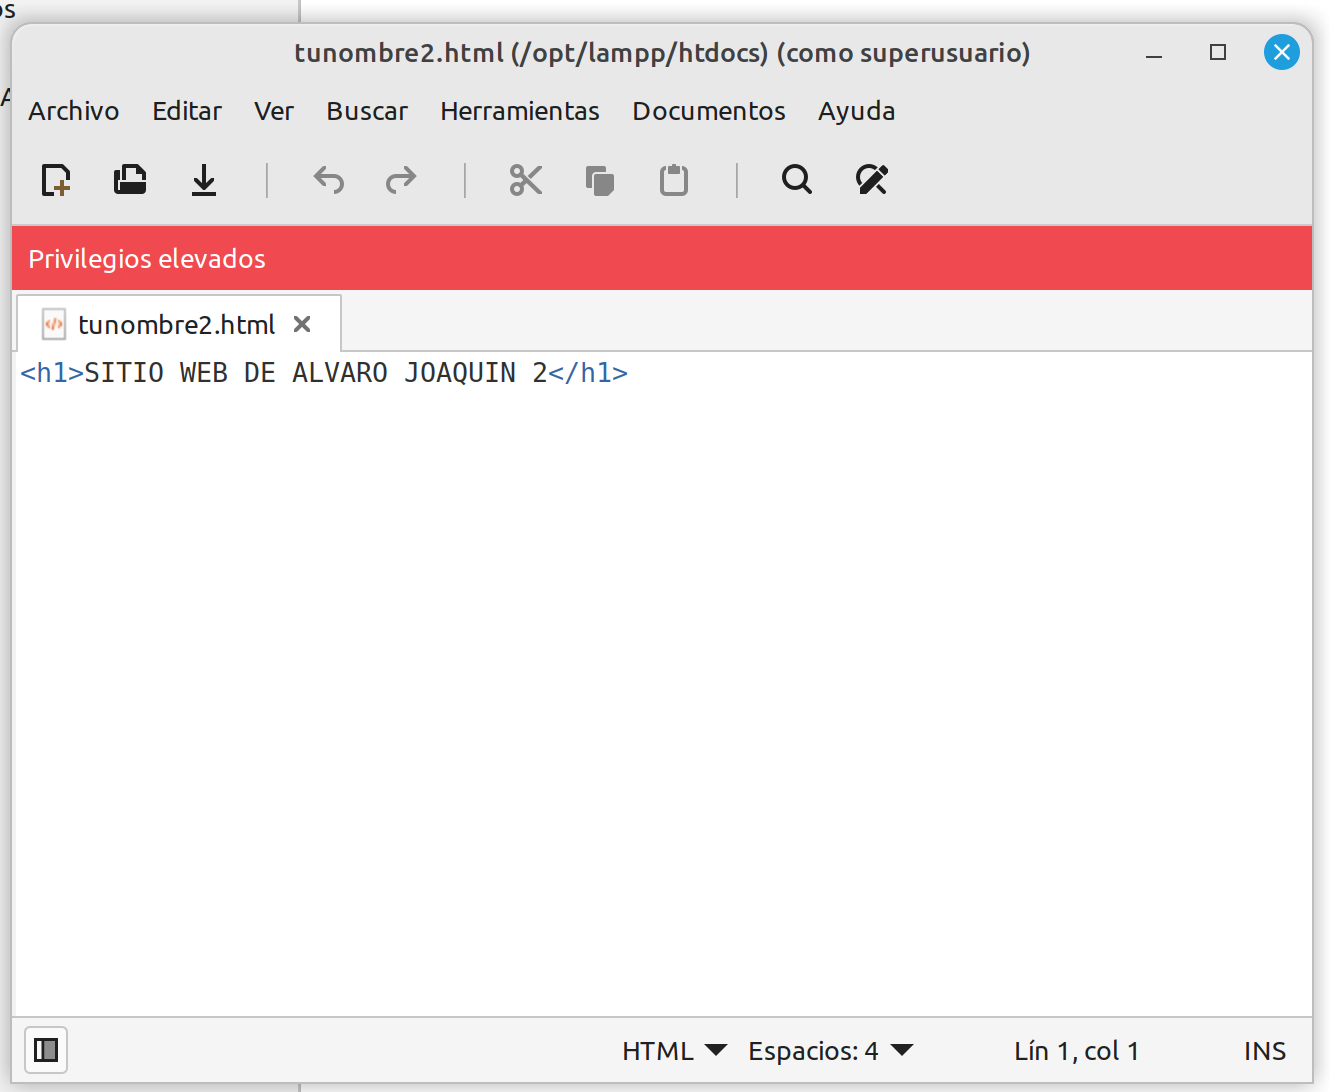 os
tunombre2.html (/opt/lampp/htdocs) (como superusuario)
Archivo Editar Ver Buscar Herramientas Documentos Ayuda
Privilegios elevados
tunombre2.html
<h1>SITIO WEB DE ALVARO JOAQUIN 2</h1>
HTML Espacios: 4 Lín 1, col 1 INS